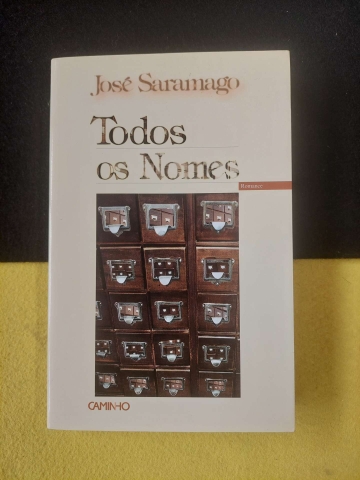 José Saramago
Todos
os Nomes
Romance
CAMINHO